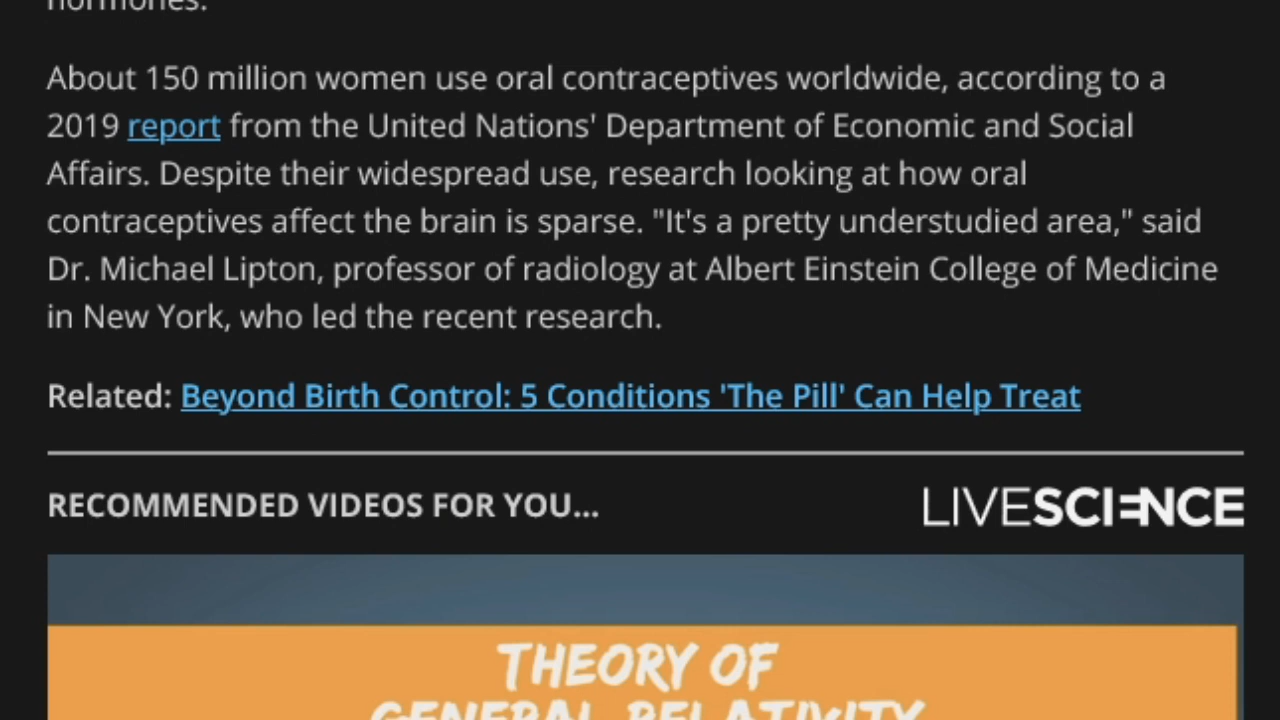 hormones.
About 150 million women use oral contraceptives worldwide, according to a
2019 report from the United Nations' Department of Economic and Social
Affairs. Despite their widespread use, research looking at how oral
contraceptives affect the brain is sparse. "It's a pretty understudied area," said
Dr. Michael Lipton, professor of radiology at Albert Einstein College of Medicine
in New York, who led the recent research.
Related: Beyond Birth Control: 5 Conditions 'The Pill' Can Help Treat
RECOMMENDED VIDEOS FOR YOU...
LIVESCIENCE
THEORY OF
GENERAL RELATIVITY